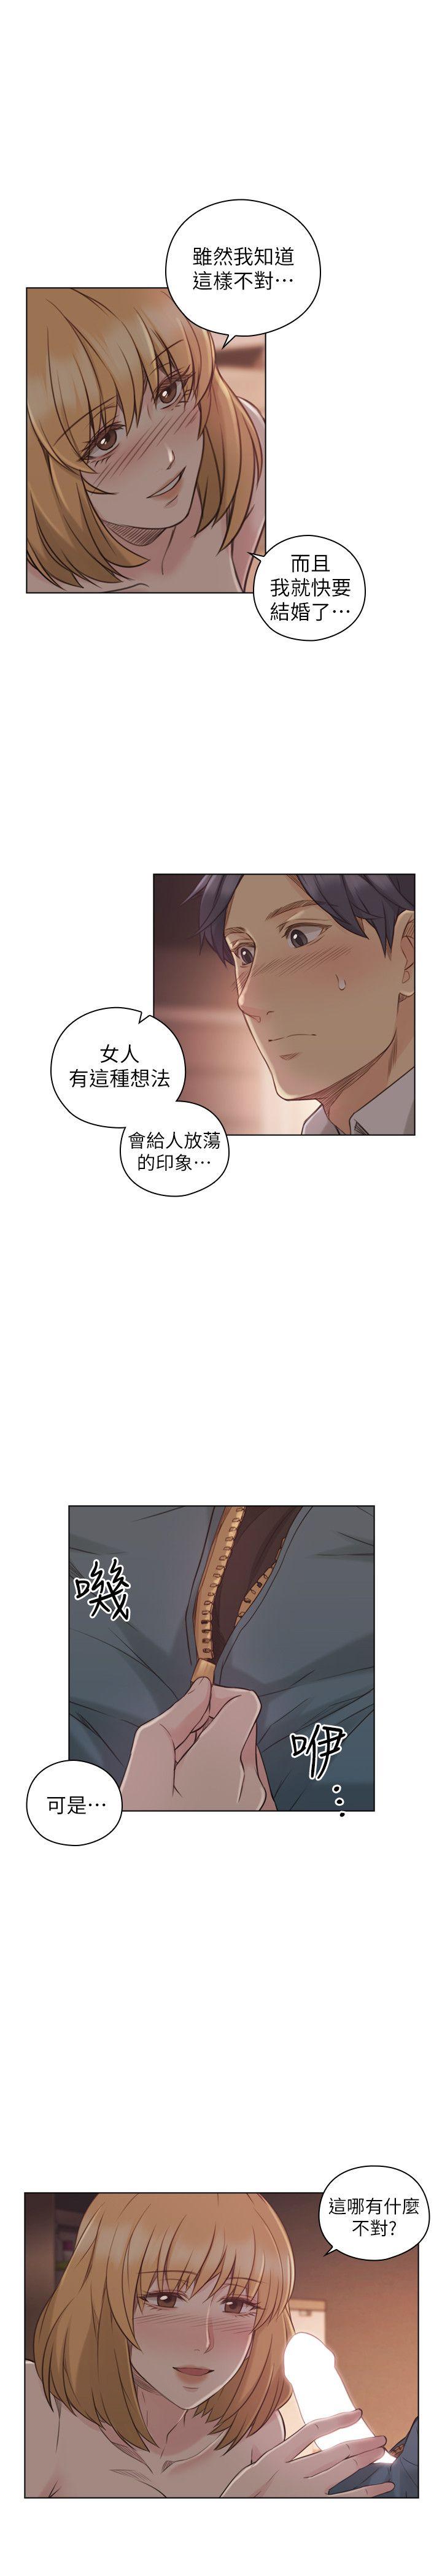 雖然我知道
這樣不對⋯
而且
我就快要
結婚了⋯
女人
有這種想法
會給人放蕩
的印象⋯
嘰
咿⋯
可是⋯
這哪有什麼
不對?